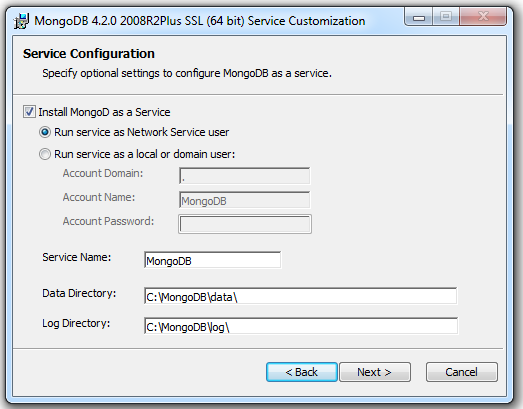 MongoDB 4.2.0 2008R2Plus SSL (64 bit) Service Customization
Service Configuration
Specify optional settings to configure MongoDB as a service.
Install MongoD as a Service
Run service as Network Service user
Run service as a local or domain user:
Account Domain: .
Account Name: MongoDB
Account Password:
Service Name: MongoDB
Data Directory: C:\MongoDB\data\
Log Directory: C:\MongoDB\log\
< Back Next > Cancel